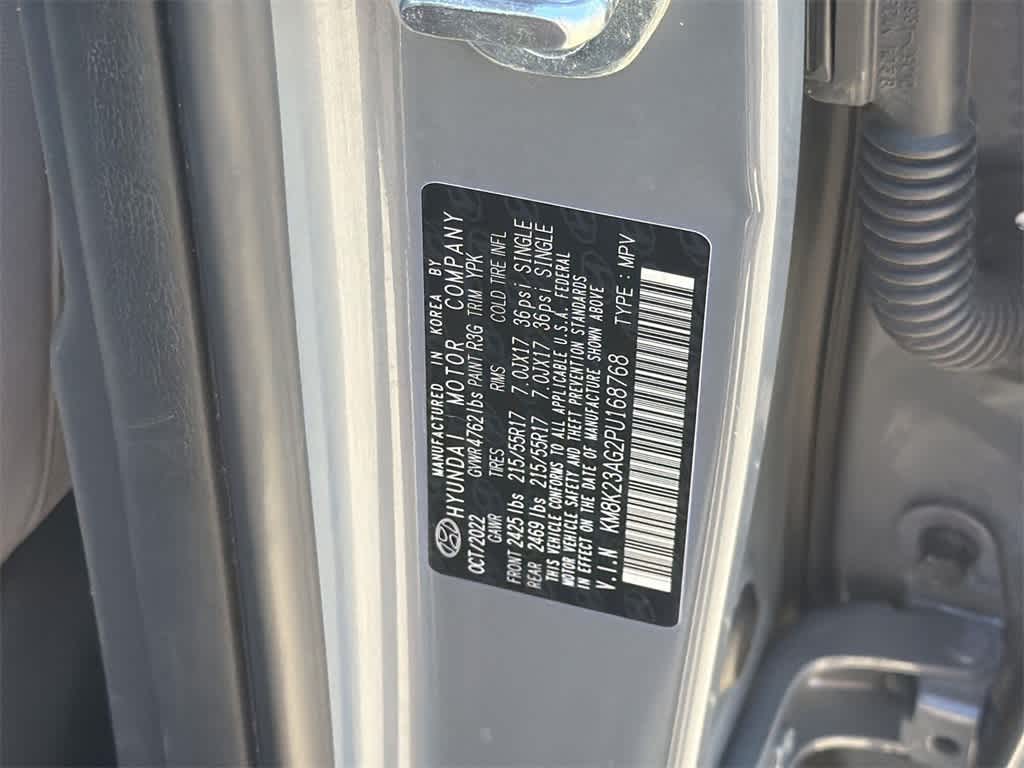 MANUFACTURED IN KOREA BY
HYUNDAI MOTOR COMPANY
OCT/2022 GVWR4762lbs PAINT R3G TRIM YPK
GAWR TIRES RIMS COLD TIRE INFL
FRONT 2425 lbs 215/55R17 7.0JX17 36psi SINGLE
REAR 2469 lbs 215/55R17 7.0JX17 36psi SINGLE
THIS VEHICLE CONFORMS TO ALL APPLICABLE U.S.A. FEDERAL
MOTOR VEHICLE SAFETY AND THEFT PREVENTION STANDARDS
IN EFFECT ON THE DATE OF MANUFACTURE SHOWN ABOVE
V.I.N KM8K23AG2PU168768 TYPE : MPV